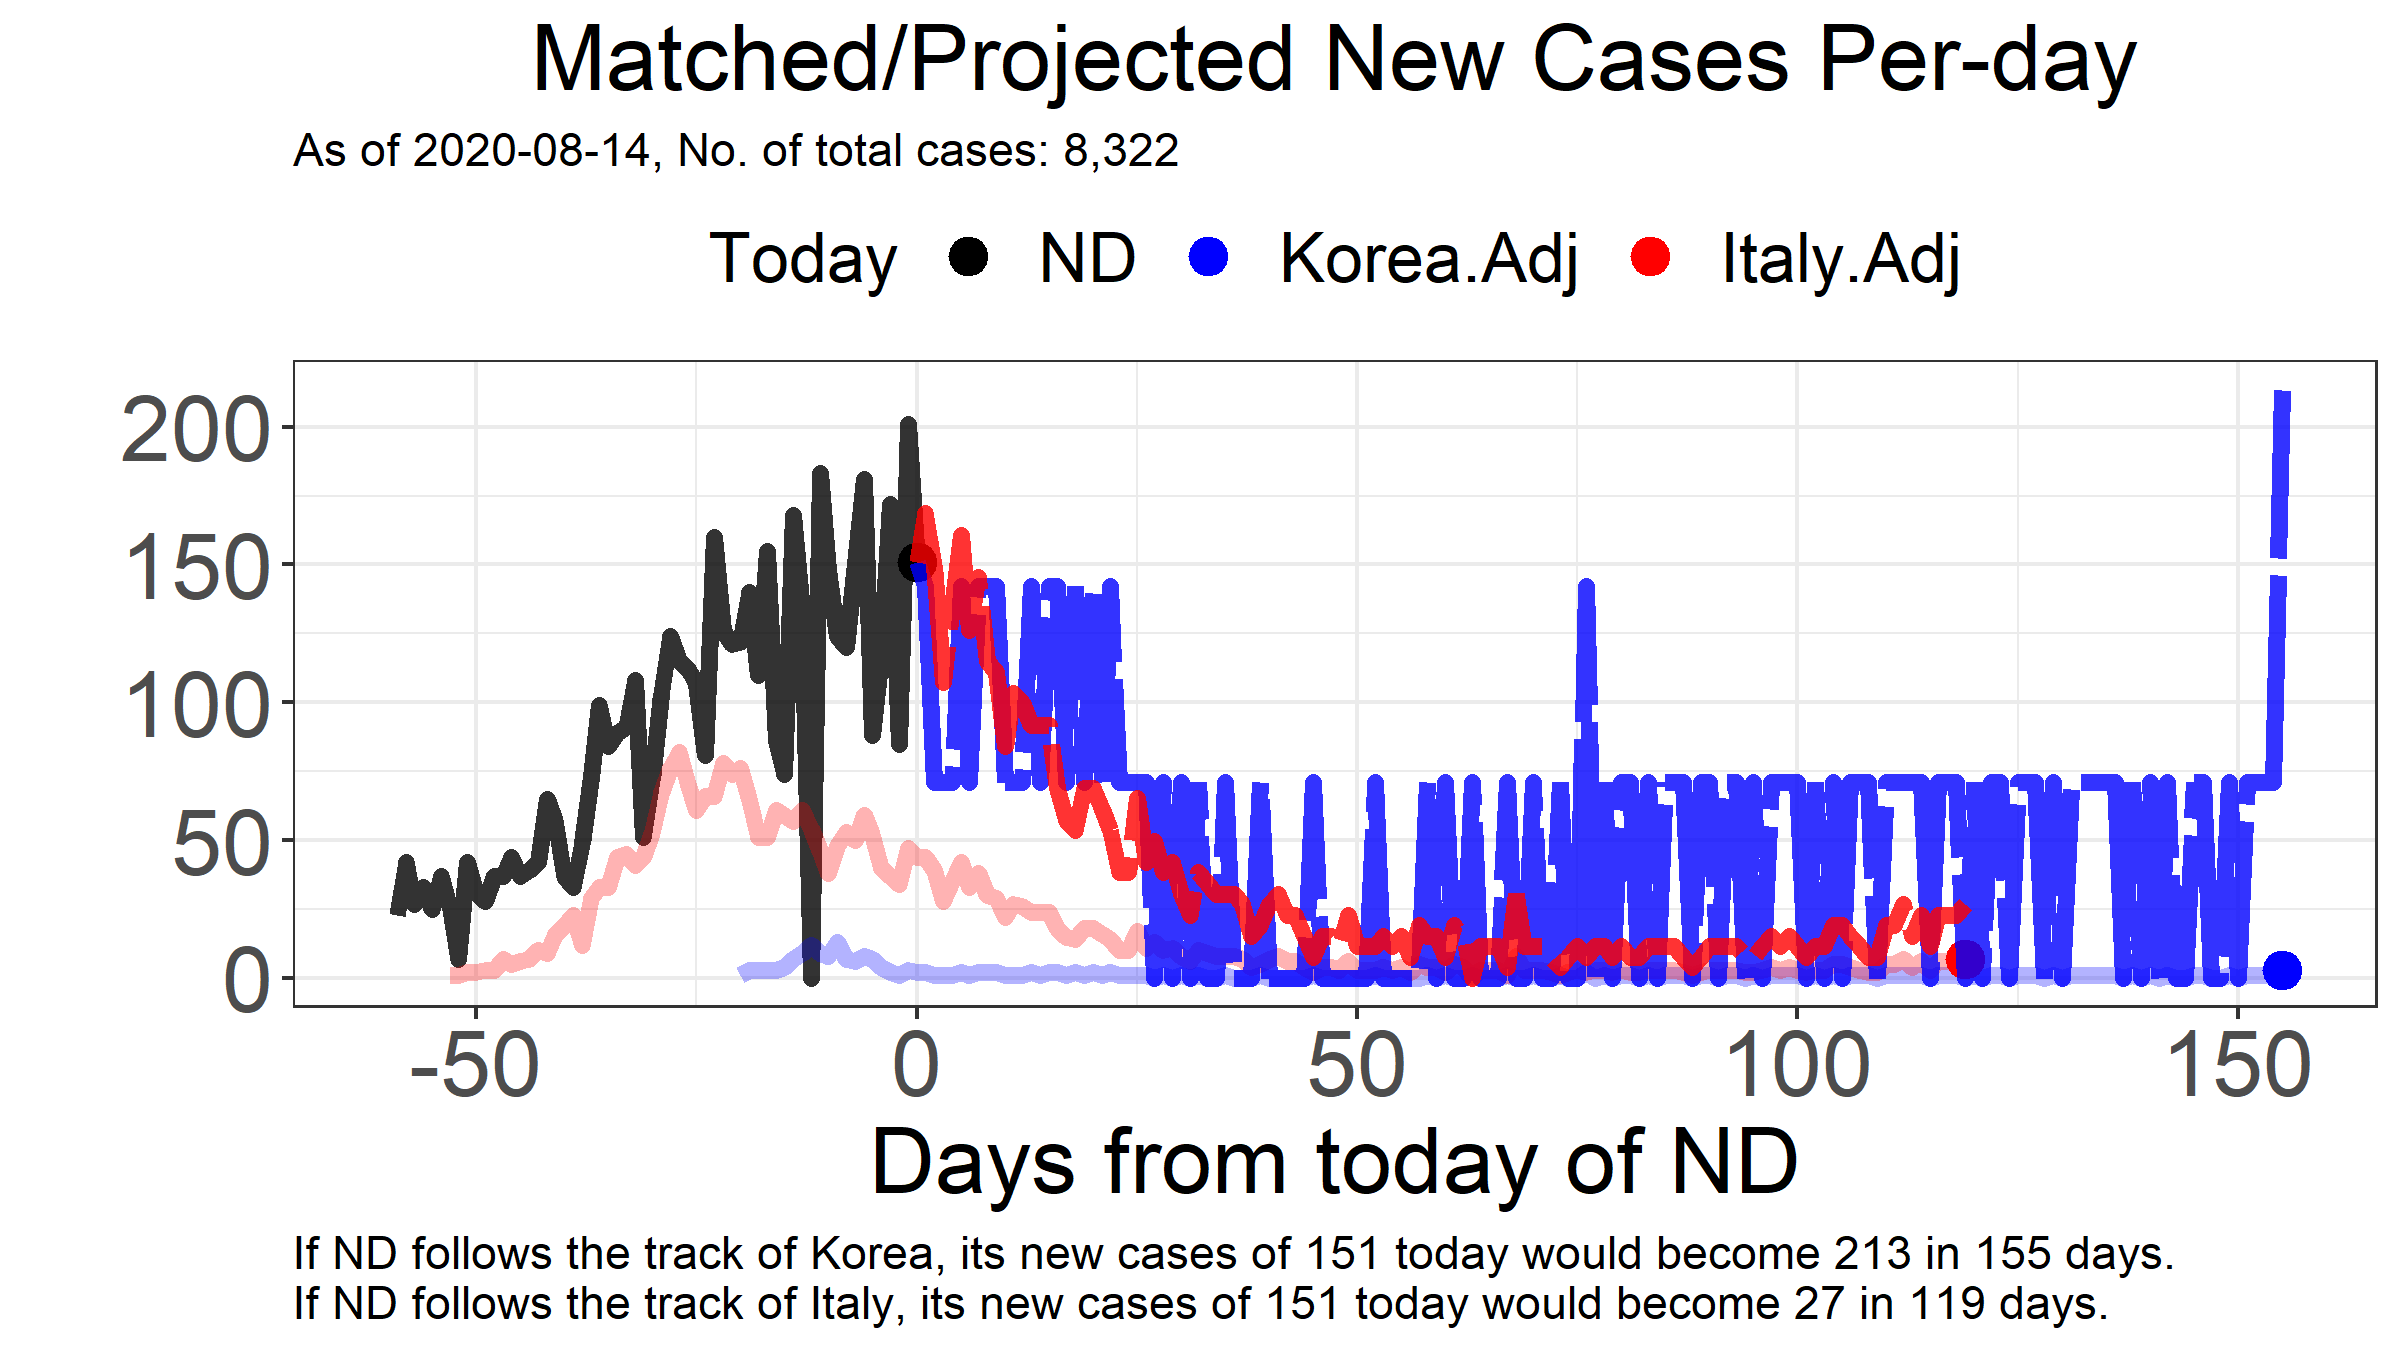 Matched/Projected New Cases Per-day
As of 2020-08-14, No. of total cases: 8,322
Today ND Korea.Adj Italy.Adj
200
150
100
50
0
-50 0 50 100 150
Days from today of ND
If ND follows the track of Korea, its new cases of 151 today would become 213 in 155 days.
If ND follows the track of Italy, its new cases of 151 today would become 27 in 119 days.